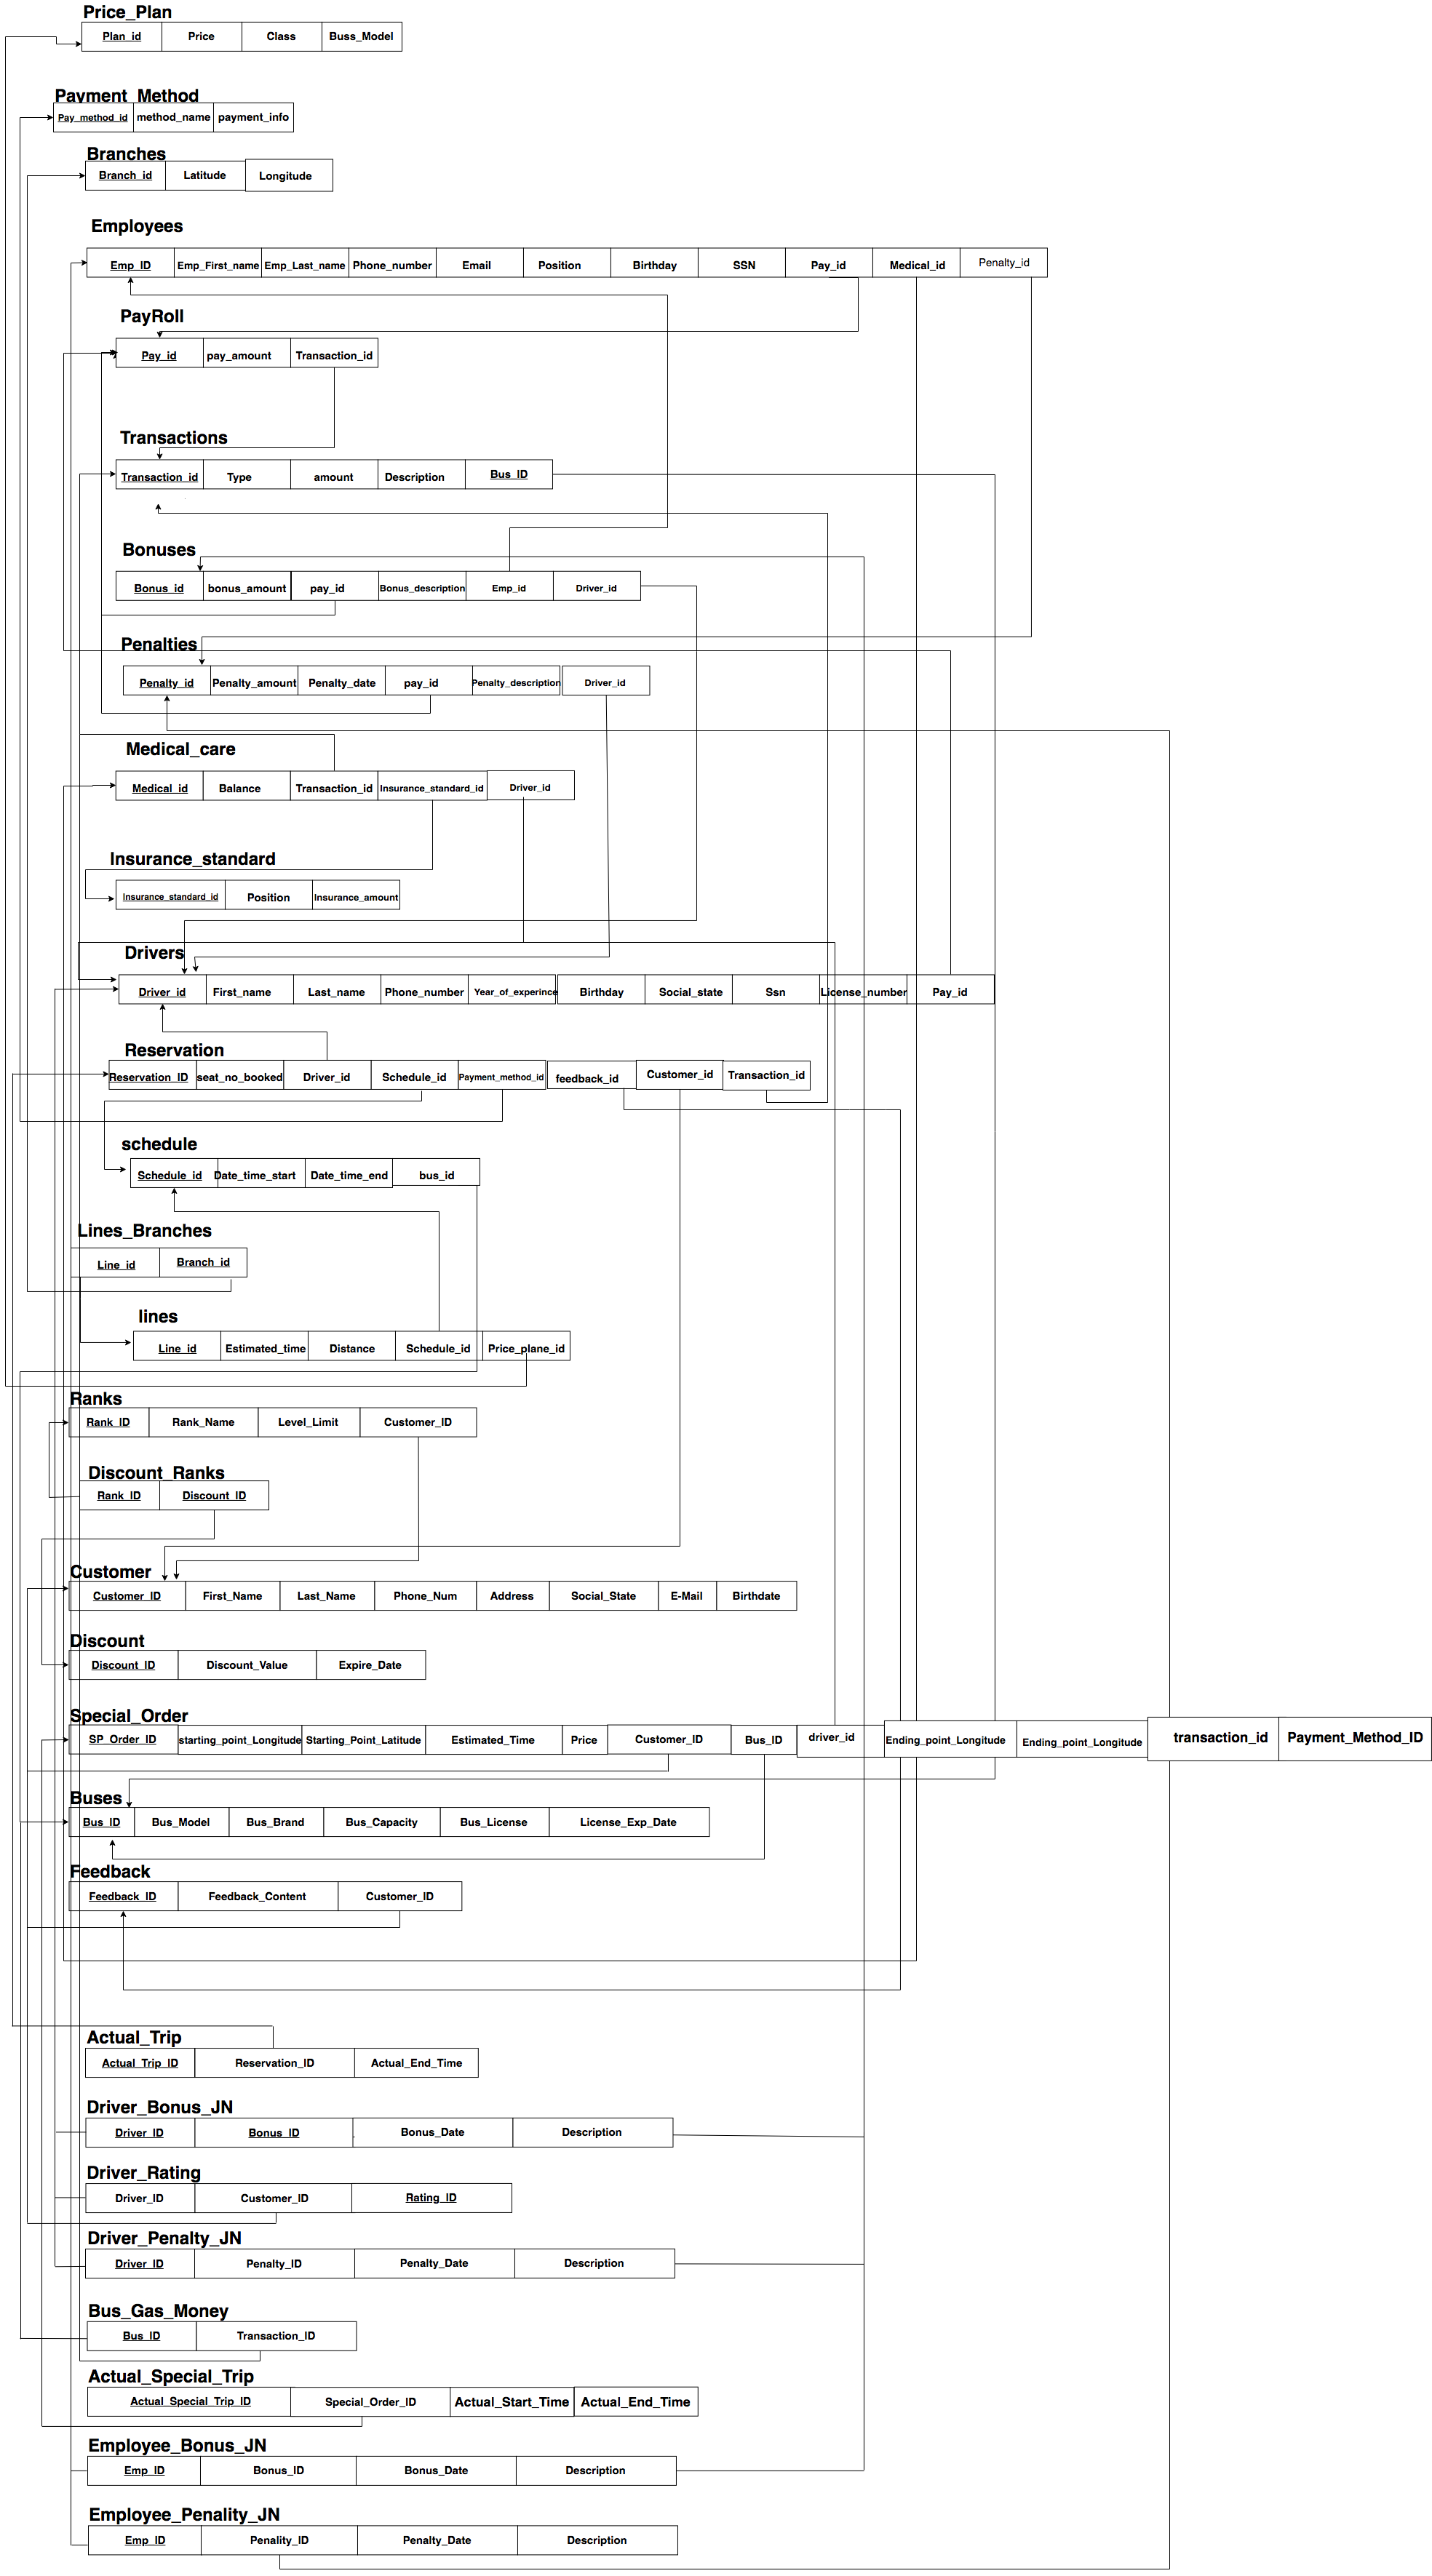 Price_Plan
Plan_id Price Class Buss_Model
Payment_Method
Pay_method_id method_name payment_info
Branches
Branch_id Latitude Longitude
Employees
Emp_ID Emp_First_name Emp_Last_name Phone_number Email Position Birthday SSN Pay_id Medical_id Penalty_id
PayRoll
Pay_id pay_amount Transaction_id
Transactions
Transaction_id Type amount Description Bus_ID
Bonuses
Bonus_id bonus_amount pay_id Bonus_description Emp_id Driver_id
Penalties
Penalty_id Penalty_amount Penalty_date pay_id Penalty_description Driver_id
Medical_care
Medical_id Balance Transaction_id Insurance_standard_id Driver_id
Insurance_standard
Insurance_standard_id Position Insurance_amount
Drivers
Driver_id First_name Last_name Phone_number Year_of_experince Birthday Social_state Ssn License_number Pay_id
Reservation
Reservation_ID seat_no_booked Driver_id Schedule_id Payment_method_id feedback_id Customer_id Transaction_id
schedule
Schedule_id Date_time_start Date_time_end bus_id
Lines_Branches
Line_id Branch_id
lines
Line_id Estimated_time Distance Schedule_id Price_plane_id
Ranks
Rank_ID Rank_Name Level_Limit Customer_ID
Discount_Ranks
Rank_ID Discount_ID
Customer
Customer_ID First_Name Last_Name Phone_Num Address Social_State E-Mail Birthdate
Discount
Discount_ID Discount_Value Expire_Date
Special_Order
SP_Order_ID starting_point_Longitude Starting_Point_Latitude Estimated_Time Price Customer_ID Bus_ID driver_id Ending_point_Longitude Ending_point_Longitude transaction_id Payment_Method_ID
Buses
Bus_ID Bus_Model Bus_Brand Bus_Capacity Bus_License License_Exp_Date
Feedback
Feedback_ID Feedback_Content Customer_ID
Actual_Trip
Actual_Trip_ID Reservation_ID Actual_End_Time
Driver_Bonus_JN
Driver_ID Bonus_ID Bonus_Date Description
Driver_Rating
Driver_ID Customer_ID Rating_ID
Driver_Penalty_JN
Driver_ID Penalty_ID Penalty_Date Description
Bus_Gas_Money
Bus_ID Transaction_ID
Actual_Special_Trip
Actual_Special_Trip_ID Special_Order_ID Actual_Start_Time Actual_End_Time
Employee_Bonus_JN
Emp_ID Bonus_ID Bonus_Date Description
Employee_Penality_JN
Emp_ID Penality_ID Penalty_Date Description